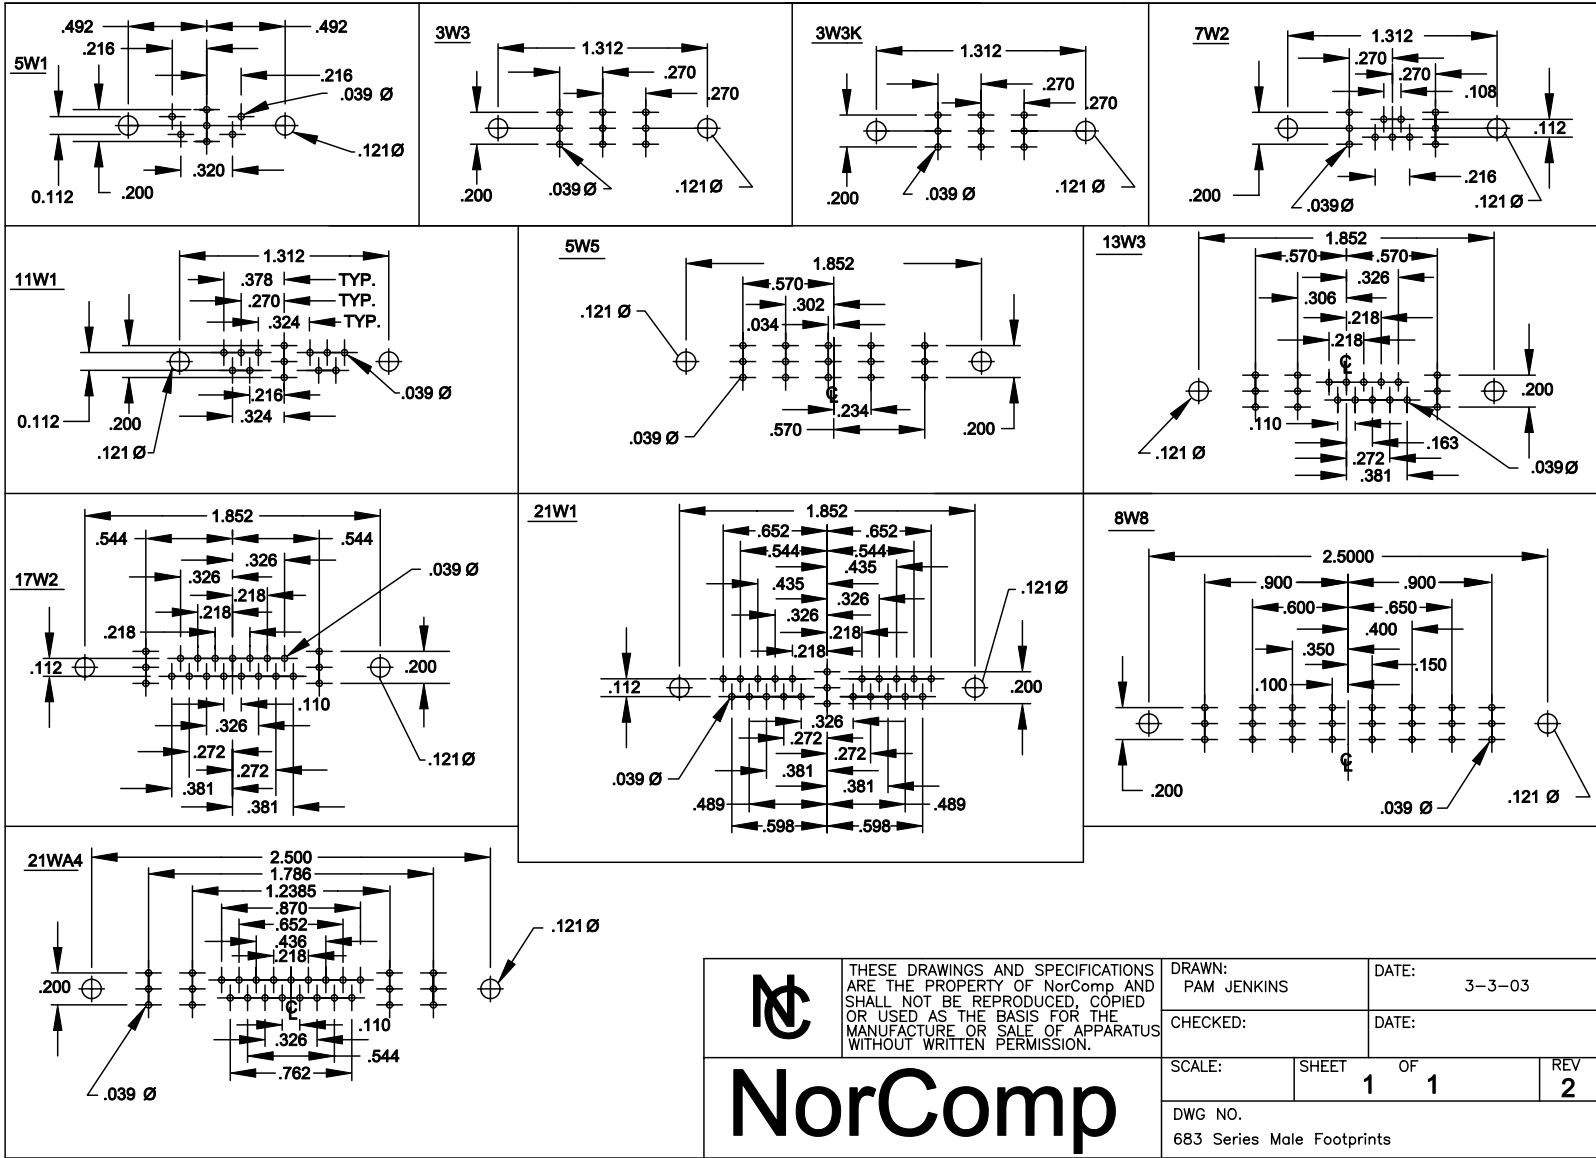 5W1
.492
.492
.216
.216
.039 Ø
.121Ø
.320
0.112
.200
3W3
1.312
.270
.270
.200
.039Ø
.121Ø
3W3K
1.312
.270
.270
.200
.039 Ø
.121Ø
7W2
1.312
.270
.270
.108
.112
.216
.200
.039Ø
.121Ø
11W1
1.312
.378 TYP.
.270 TYP.
.324 TYP.
.216
.324
.039 Ø
0.112
.200
.121Ø
5W5
1.852
.570
.302
.034
.121 Ø
℄
.234
.570
.039 Ø
.200
13W3
1.852
.570
.570
.326
.306
.218
.218
℄
.200
.110
.163
.272
.381
.121 Ø
.039Ø
17W2
1.852
.544
.544
.326
.326
.218
.218
.218
.039 Ø
.112
.200
.110
.326
.272
.272
.381
.381
.121Ø
21W1
1.852
.652
.652
.544
.544
.435
.435
.326
.326
.218
.218
.121Ø
.112
.200
.326
.272
.272
.039 Ø
.381
.381
.489
.489
.598
.598
8W8
2.5000
.900
.900
.600
.650
.400
.350
.150
.100
℄
.200
.039 Ø
.121 Ø
21WA4
2.500
1.786
1.2385
.870
.652
.436
.218
.121Ø
.200
℄
.110
.326
.544
.762
.039 Ø
NC
THESE DRAWINGS AND SPECIFICATIONS
ARE THE PROPERTY OF NorComp AND
SHALL NOT BE REPRODUCED, COPIED
OR USED AS THE BASIS FOR THE
MANUFACTURE OR SALE OF APPARATUS
WITHOUT WRITTEN PERMISSION.
DRAWN:
PAM JENKINS
DATE:
3-3-03
CHECKED:
DATE:
NorComp
SCALE:
SHEET 1 OF 1
REV
2
DWG NO.
683 Series Male Footprints